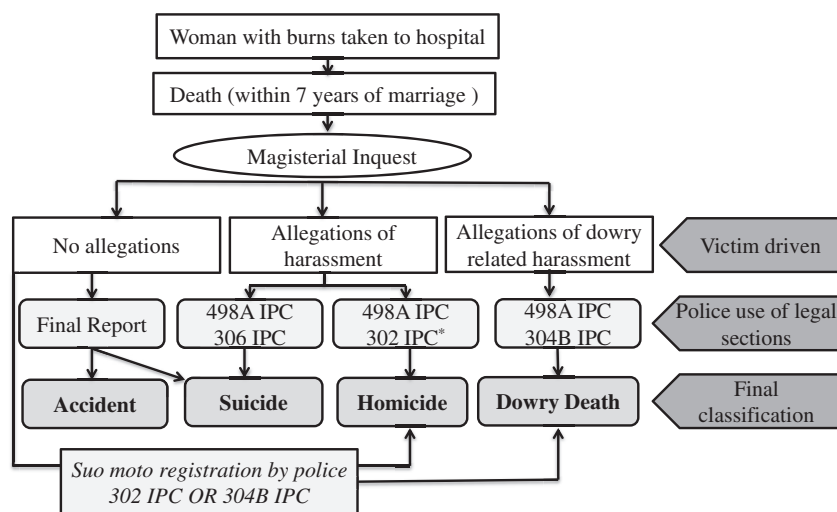 Woman with burns taken to hospital
Death (within 7 years of marriage )
Magisterial Inquest
No allegations
Allegations of
harassment
Allegations of dowry
related harassment
Victim driven
Final Report
498A IPC
306 IPC
498A IPC
302 IPC*
498A IPC
304B IPC
Police use of legal
sections
Accident
Suicide
Homicide
Dowry Death
Final
classification
Suo moto registration by police
302 IPC OR 304B IPC